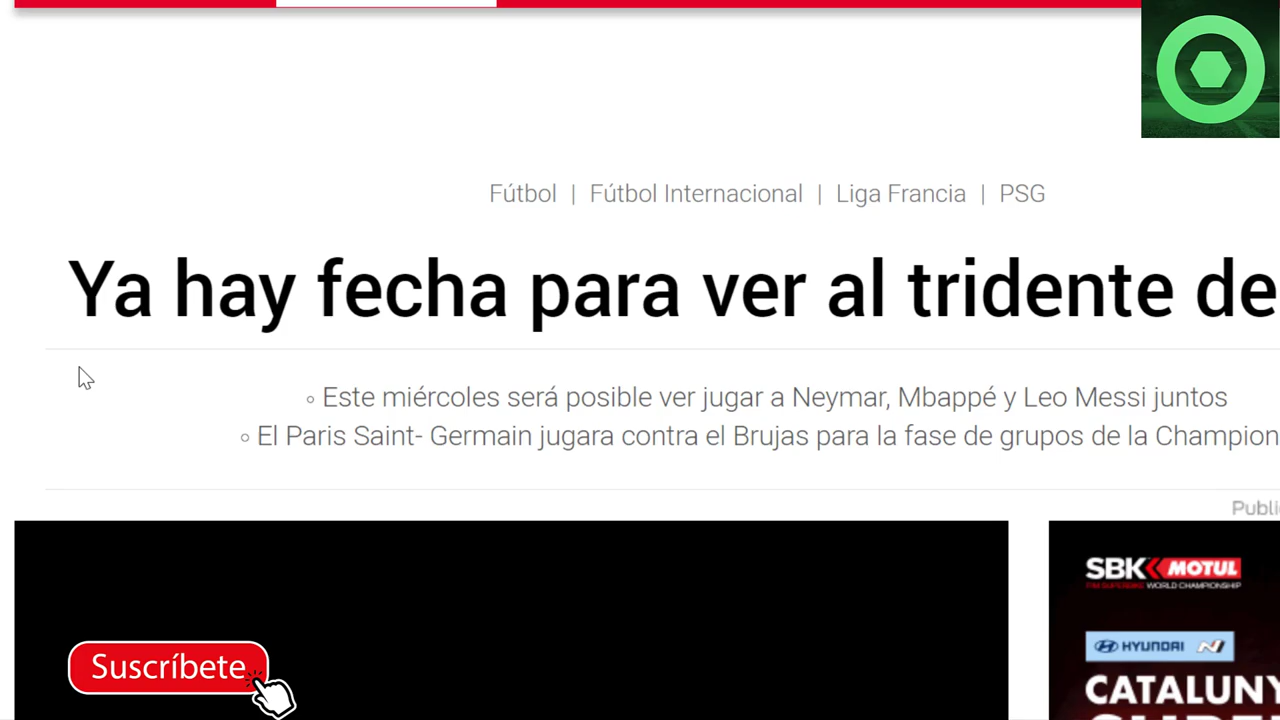 Fútbol | Fútbol Internacional | Liga Francia | PSG
Ya hay fecha para ver al tridente de
Este miércoles será posible ver jugar a Neymar, Mbappé y Leo Messi juntos
El Paris Saint- Germain jugara contra el Brujas para la fase de grupos de la Champion
Publi
SBK MOTUL
FIM SUPERBIKE WORLD CHAMPIONSHIP
HYUNDAI N
Suscríbete
CATALUNY